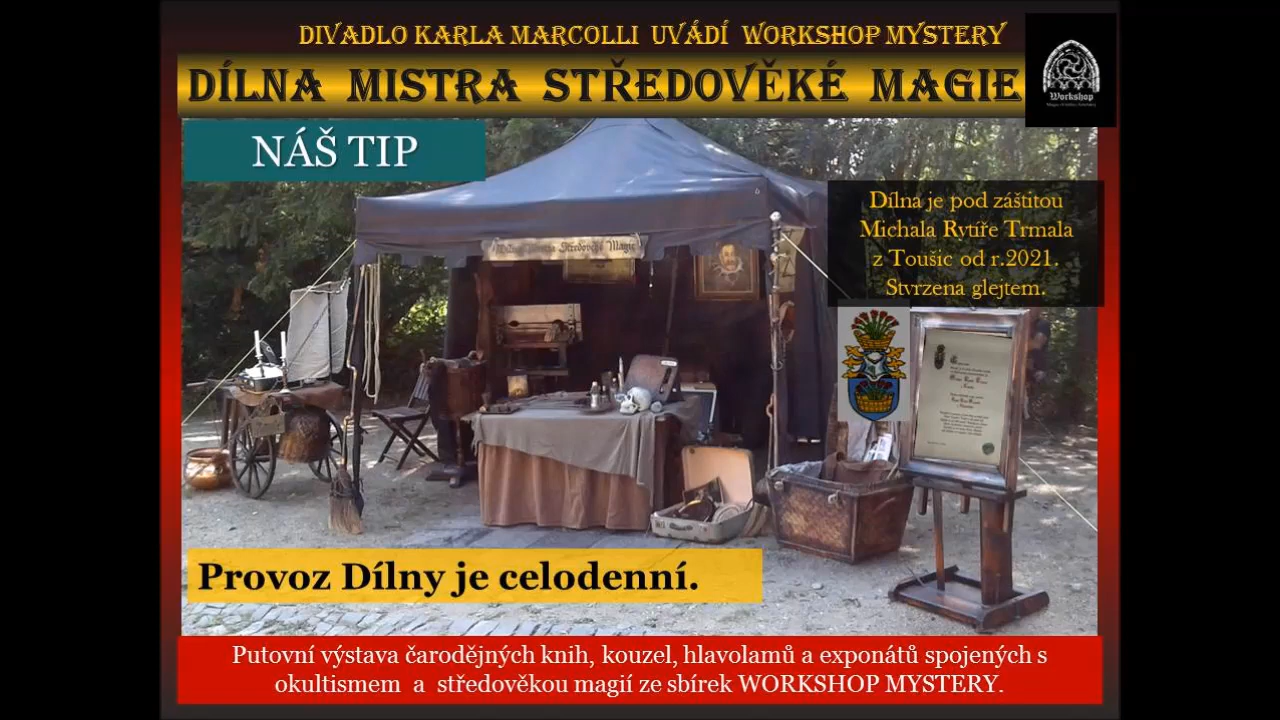 DIVADLO KARLA MARCOLLI UVÁDÍ WORKSHOP MYSTERY
DÍLNA MISTRA STŘEDOVĚKÉ MAGIE
Workshop
NÁŠ TIP
Dílna je pod záštitou
Michala Rytíře Trmala
z Toušic od r.2021.
Stvrzena glejtem.
Středověké Magie
Provoz Dílny je celodenní.
Putovní výstava čarodějných knih, kouzel, hlavolamů a exponátů spojených s
okultismem a středověkou magií ze sbírek WORKSHOP MYSTERY.